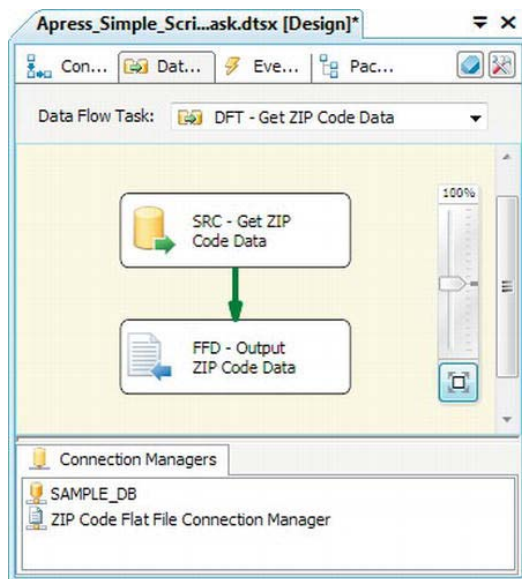 Apress_Simple_Scri...ask.dtsx [Design]*
Con... Dat... Eve... Pac...
Data Flow Task: DFT - Get ZIP Code Data
100%
SRC - Get ZIP
Code Data
FFD - Output
ZIP Code Data
Connection Managers
SAMPLE_DB
ZIP Code Flat File Connection Manager